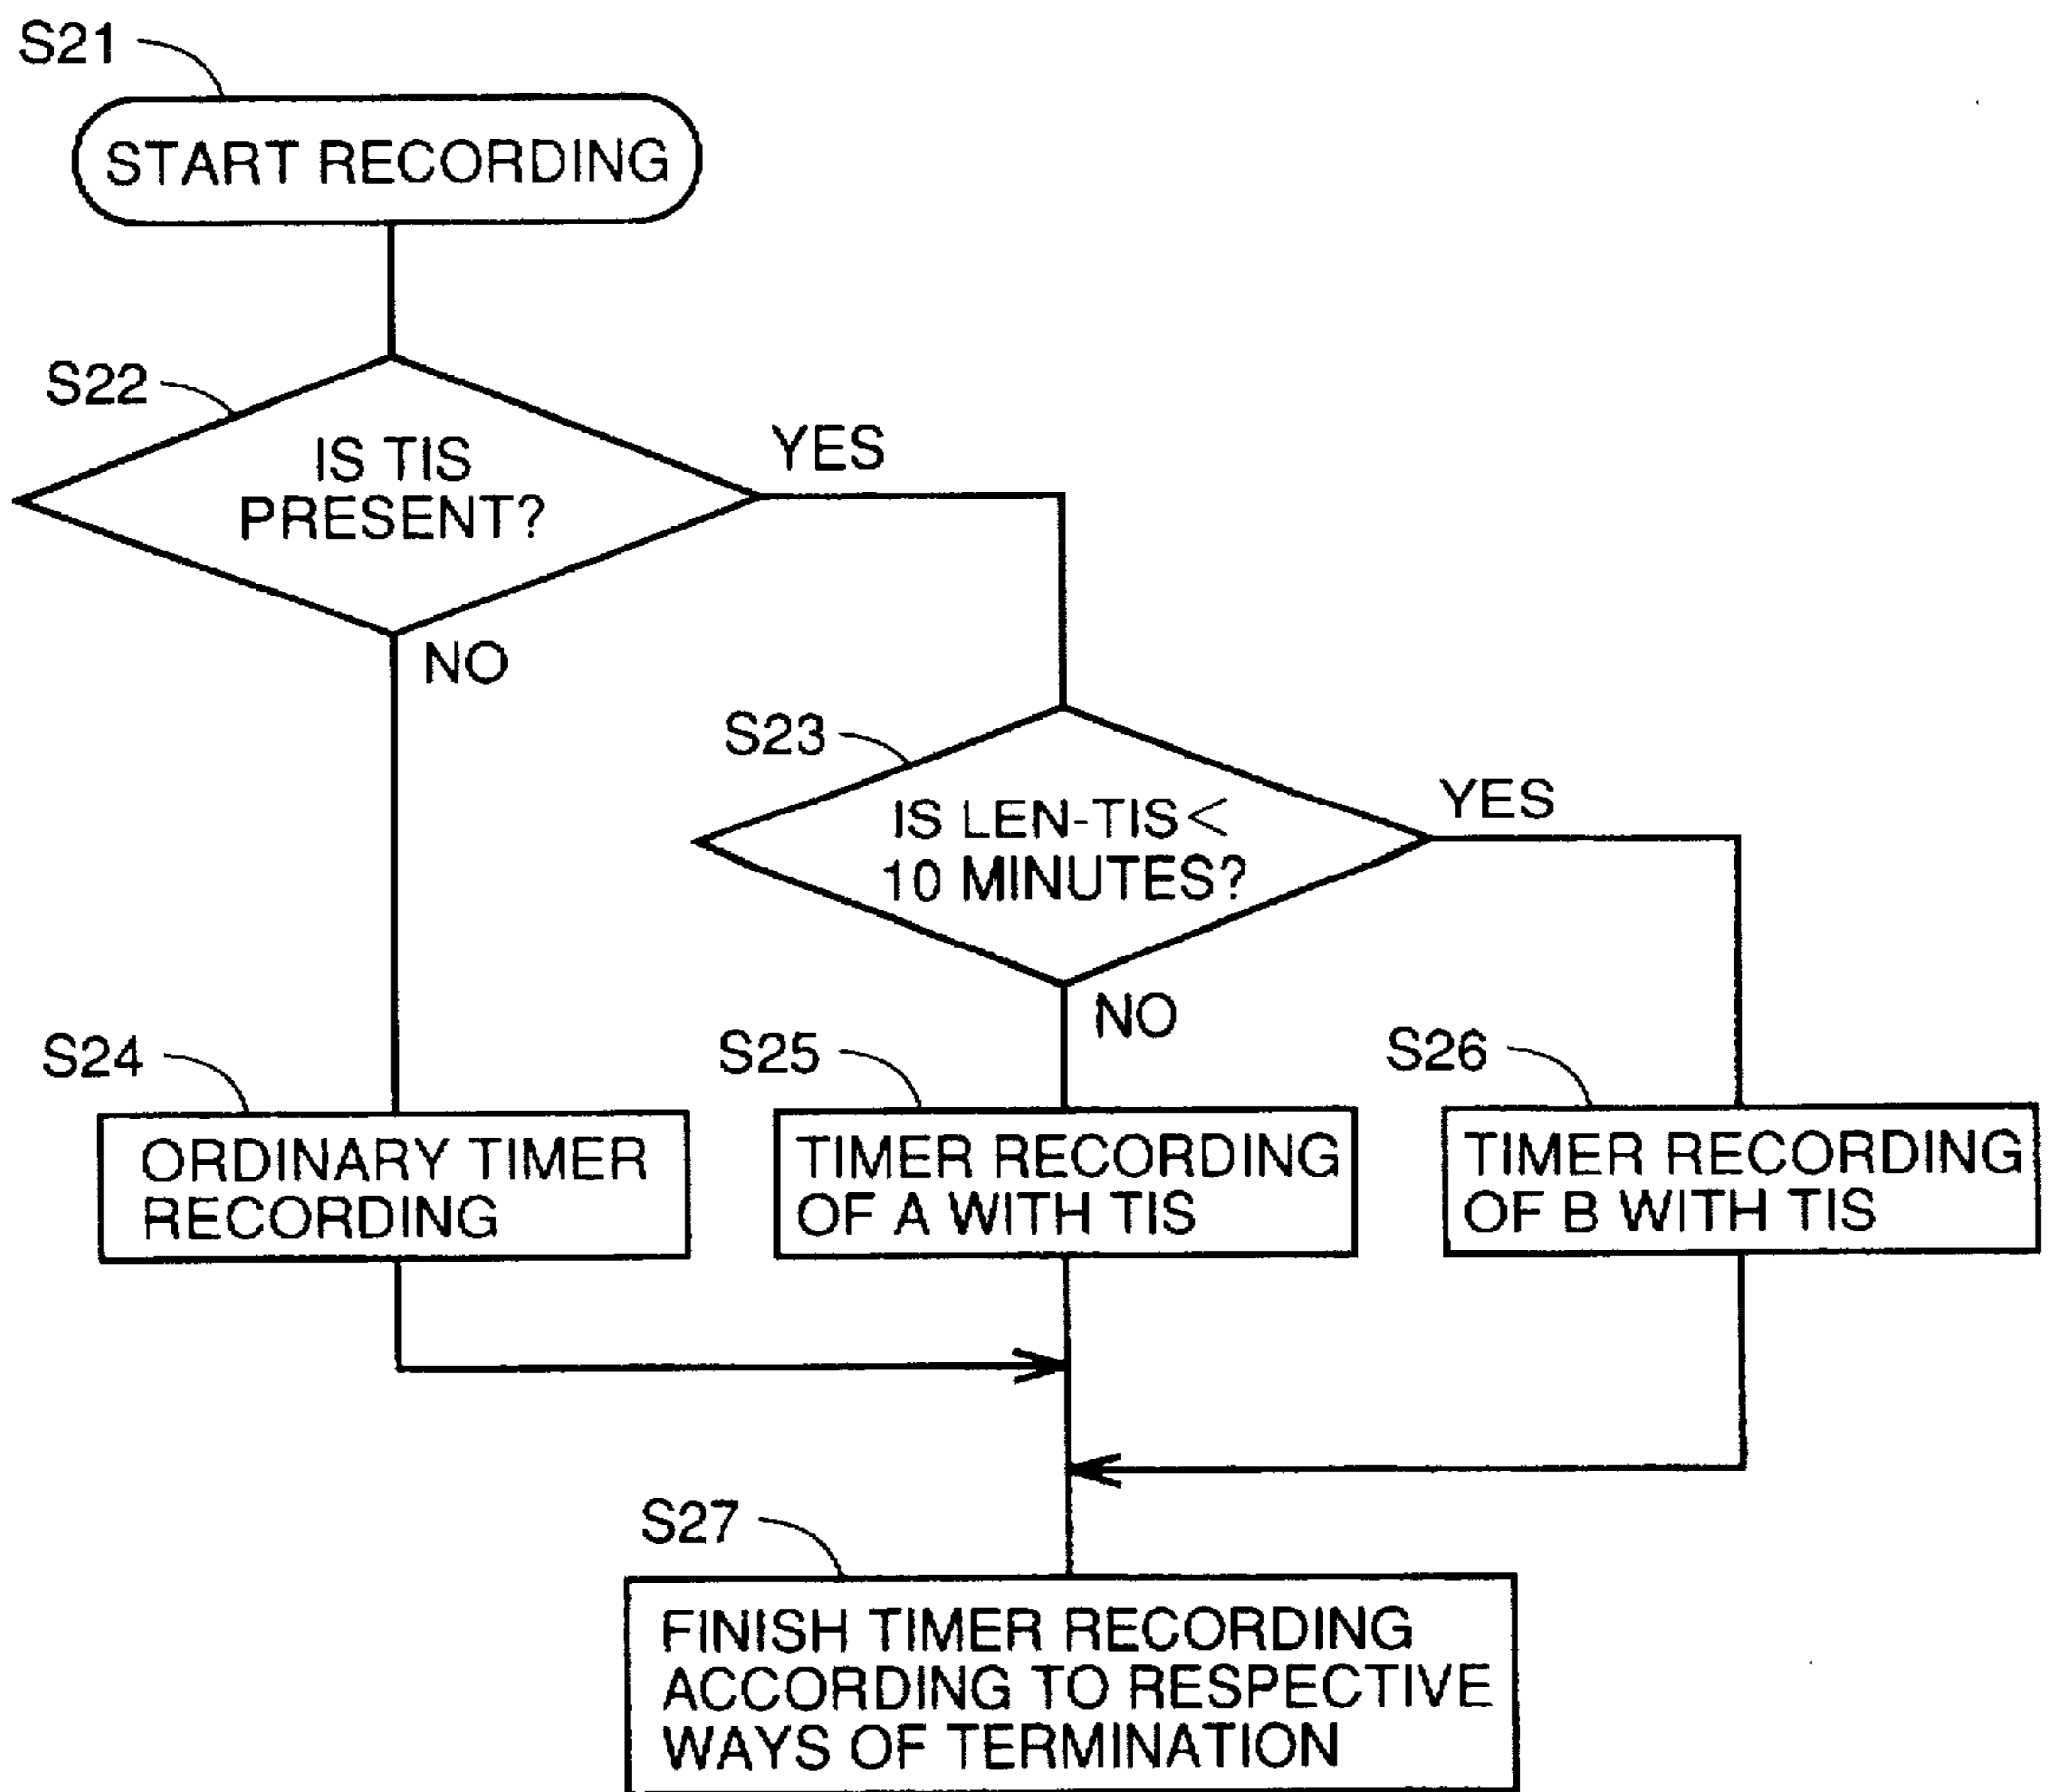 S21
START RECORDING
S22
IS TIS
PRESENT?
YES
NO
S23
IS LEN-TIS<
10 MINUTES?
YES
NO
S24
ORDINARY TIMER
RECORDING
S25
TIMER RECORDING
OF A WITH TIS
S26
TIMER RECORDING
OF B WITH TIS
S27
FINISH TIMER RECORDING
ACCORDING TO RESPECTIVE
WAYS OF TERMINATION